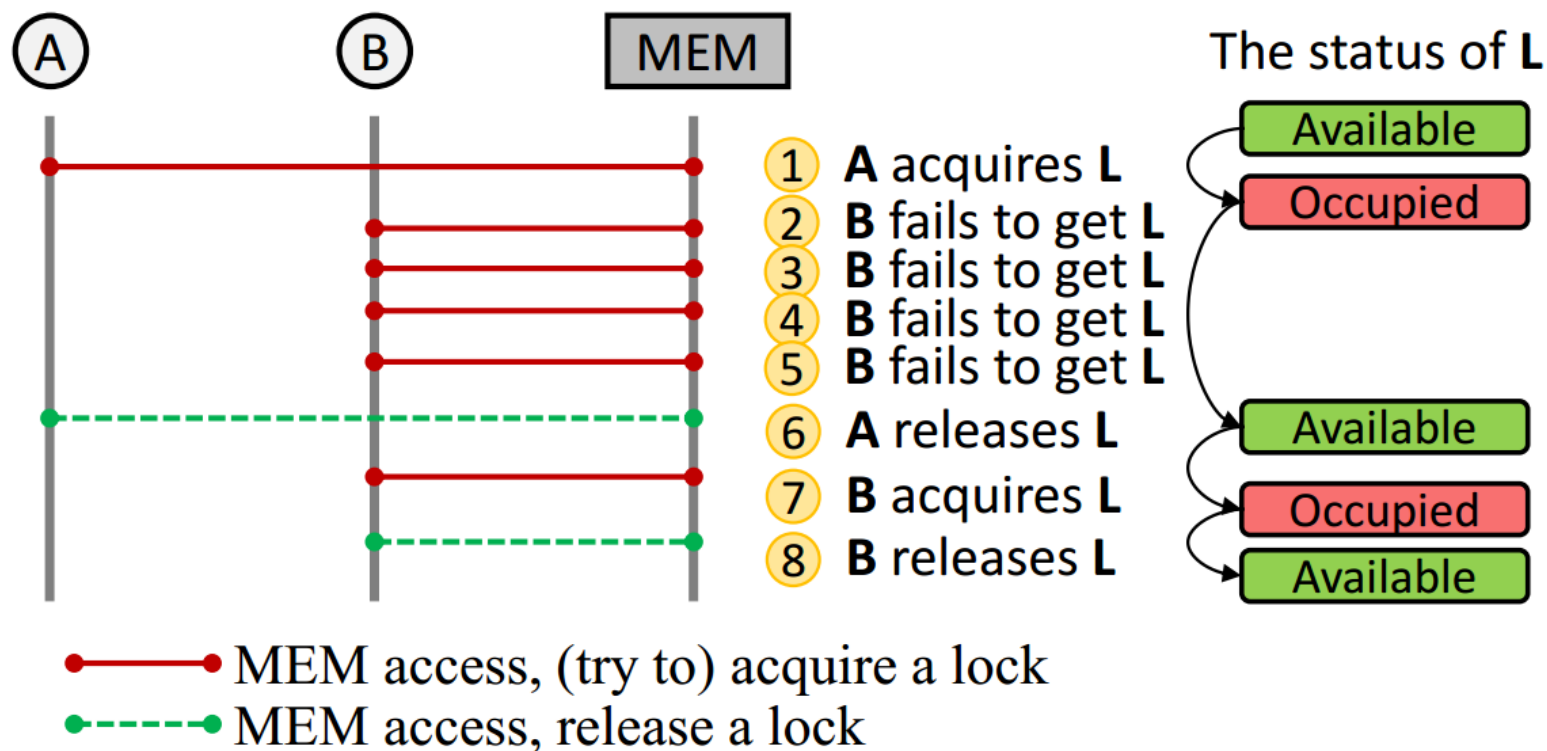 A B MEM The status of L
Available
1 A acquires L
Occupied
2 B fails to get L
3 B fails to get L
4 B fails to get L
5 B fails to get L
6 A releases L
Available
7 B acquires L
Occupied
8 B releases L
Available
MEM access, (try to) acquire a lock
MEM access, release a lock